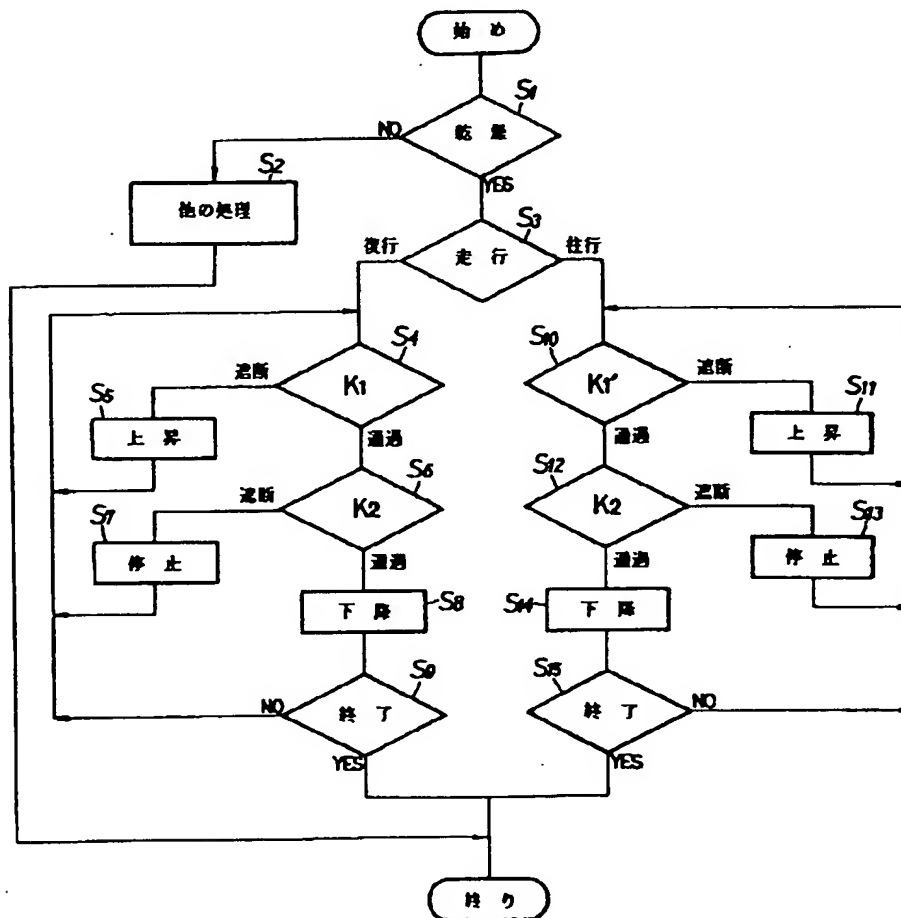 始め
S1
乾燥
NO
YES
S2
他の処理
S3
走行
復行
往行
S4
K1
遮断
通過
S5
上昇
S6
K2
遮断
通過
S7
停止
S8
下降
S9
終了
NO
YES
S10
K1'
遮断
通過
S11
上昇
S12
K2
遮断
通過
S13
停止
S14
下降
S15
終了
NO
YES
終り